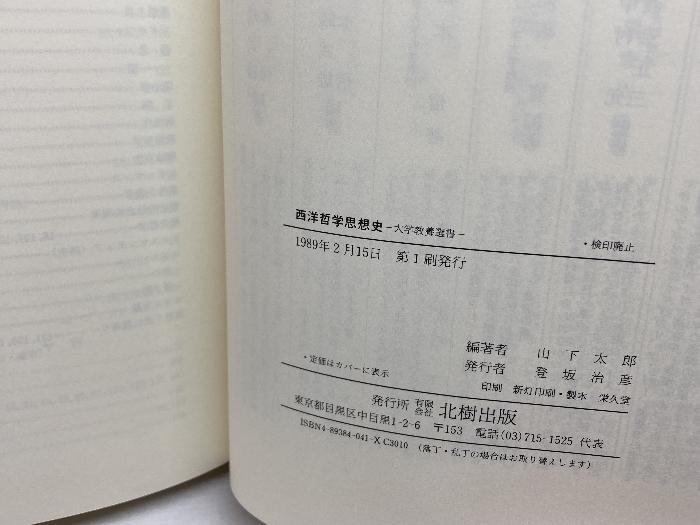 西洋哲学思想史 -大学教養選書-
・検印廃止
1989年2月15日　第1刷発行
編著者　山下太郎
発行者　登坂治彦
・定価はカバーに表示
印刷　新灯印刷・製本　栄久堂
発行所 有限会社 北樹出版
東京都目黒区中目黒1-2-6　〒153　電話(03)715-1525 代表
ISBN4-89384-041-X C3010　(落丁・乱丁の場合はお取り替えします)